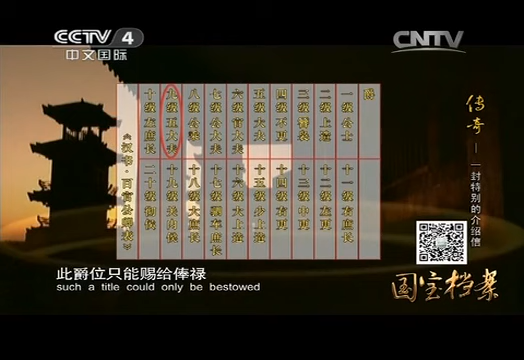 CCTV 4
中文国际
CNTV
爵
一级公士
二级上造
三级簪袅
四级不更
五级大夫
六级官大夫
七级公大夫
八级公乘
九级五大夫
十级左庶长
十一级右庶长
十二级左更
十三级中更
十四级右更
十五级少上造
十六级大上造
十七级驷车庶长
十八级大庶长
十九级关内侯
二十级彻侯
《汉书·百官公卿表》
传奇——一封特别的介绍信
国宝档案
此爵位只能赐给俸禄
such a title could only be bestowed